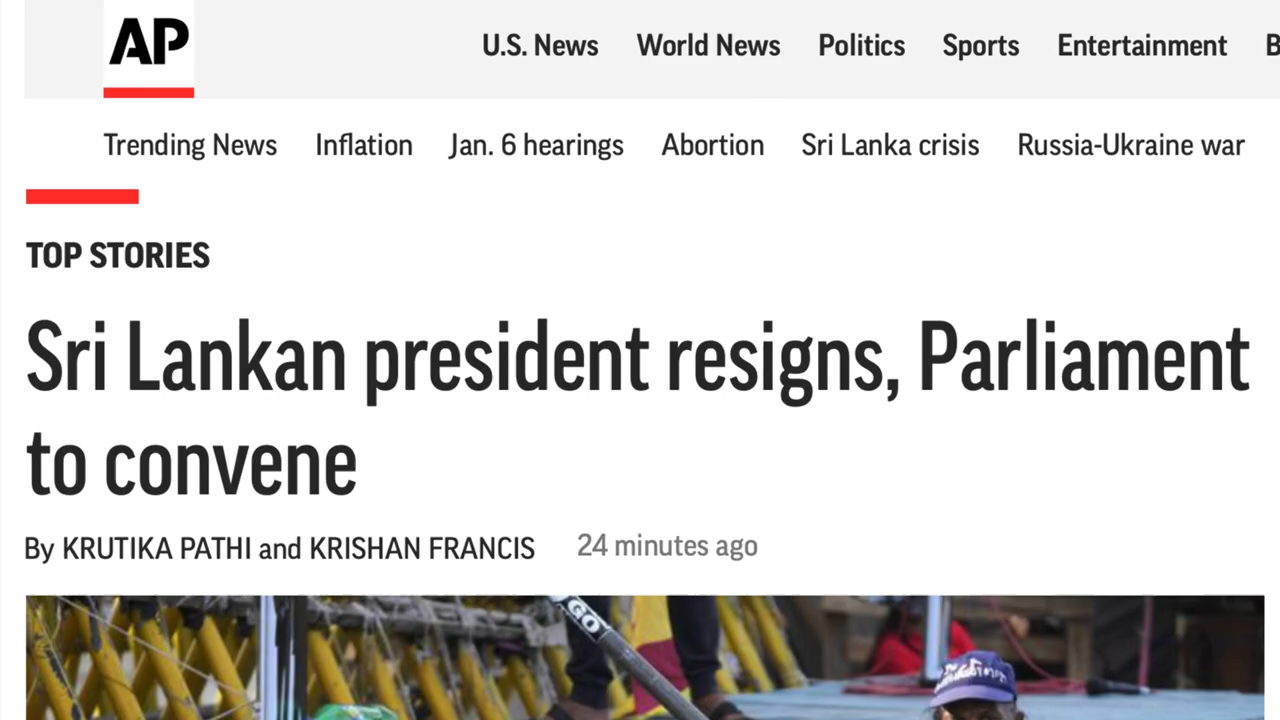 AP
U.S. News World News Politics Sports Entertainment B
Trending News Inflation Jan. 6 hearings Abortion Sri Lanka crisis Russia-Ukraine war
TOP STORIES
Sri Lankan president resigns, Parliament
to convene
By KRUTIKA PATHI and KRISHAN FRANCIS 24 minutes ago
GO